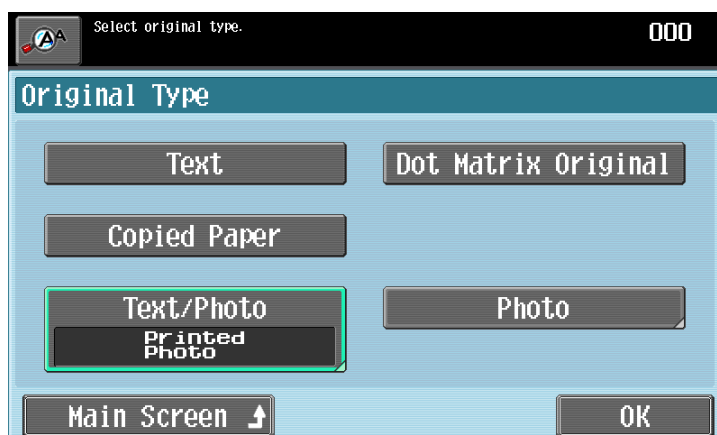 Select original type.
000
Original Type
Text
Dot Matrix Original
Copied Paper
Text/Photo
Printed
Photo
Photo
Main Screen
OK